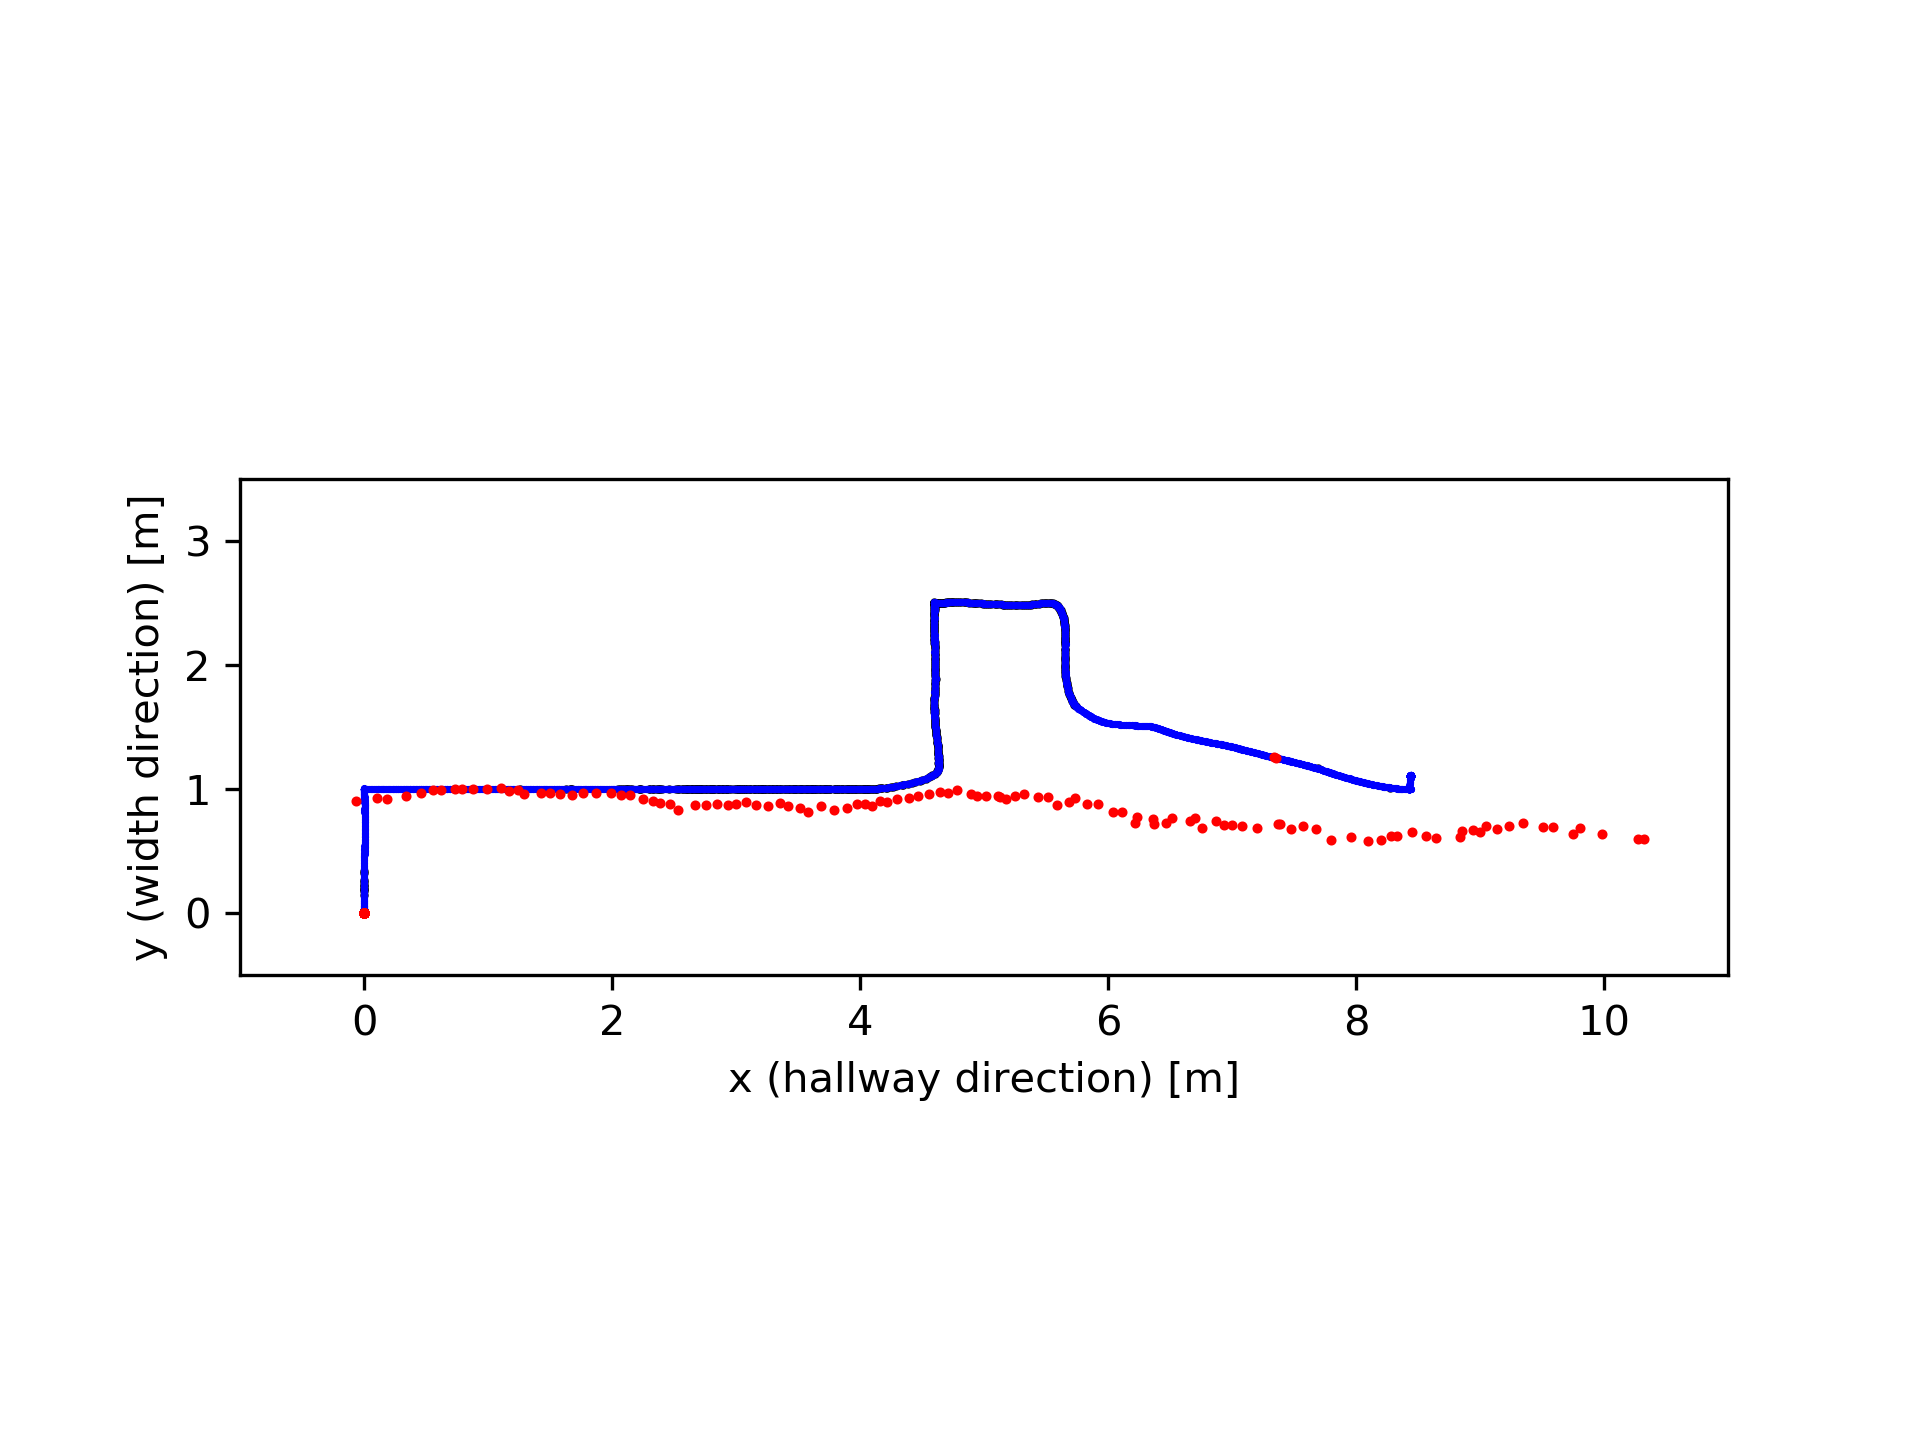 y (width direction) [m]
3
2
1
0
0 2 4 6 8 10
x (hallway direction) [m]